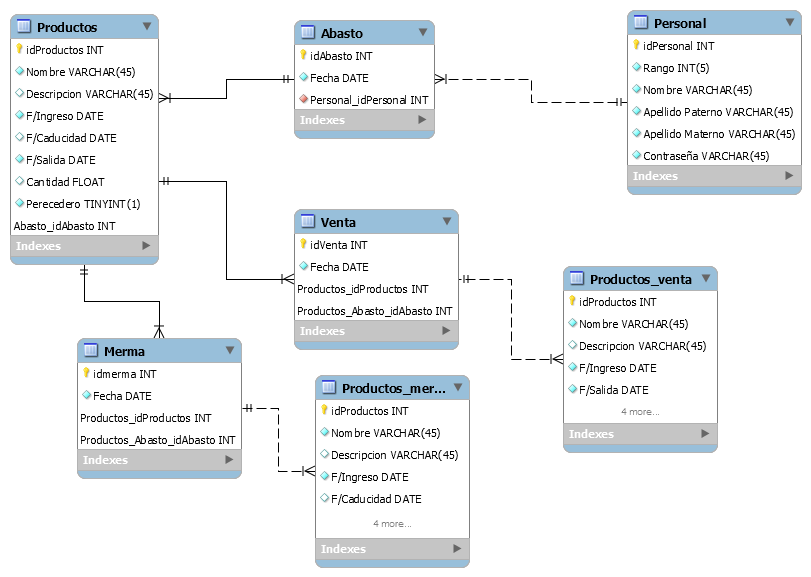 Productos
idProductos INT
Nombre VARCHAR(45)
Descripcion VARCHAR(45)
F/Ingreso DATE
F/Caducidad DATE
F/Salida DATE
Cantidad FLOAT
Perecedero TINYINT(1)
Abasto_idAbasto INT
Indexes
Abasto
idAbasto INT
Fecha DATE
Personal_idPersonal INT
Indexes
Personal
idPersonal INT
Rango INT(5)
Nombre VARCHAR(45)
Apellido Paterno VARCHAR(45)
Apellido Materno VARCHAR(45)
Contraseña VARCHAR(45)
Indexes
Venta
idVenta INT
Fecha DATE
Productos_idProductos INT
Productos_Abasto_idAbasto INT
Indexes
Productos_venta
idProductos INT
Nombre VARCHAR(45)
Descripcion VARCHAR(45)
F/Ingreso DATE
F/Salida DATE
4 more...
Indexes
Merma
idmerma INT
Fecha DATE
Productos_idProductos INT
Productos_Abasto_idAbasto INT
Indexes
Productos_mer...
idProductos INT
Nombre VARCHAR(45)
Descripcion VARCHAR(45)
F/Ingreso DATE
F/Caducidad DATE
4 more...
Indexes